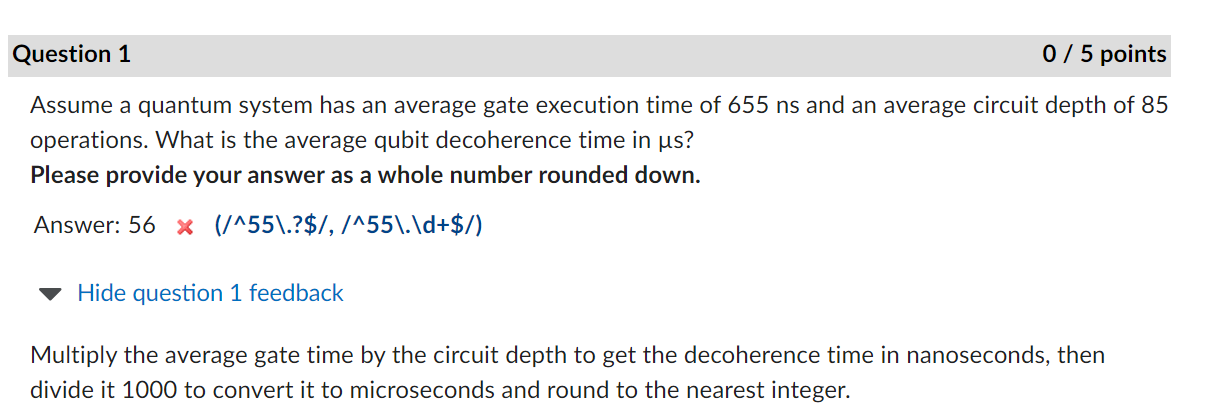 Question 1
0 / 5 points
Assume a quantum system has an average gate execution time of 655 ns and an average circuit depth of 85
operations. What is the average qubit decoherence time in μs?
Please provide your answer as a whole number rounded down.
Answer: 56 ✘ (/^55\.?$/, /^55\.\d+$/)
Hide question 1 feedback
Multiply the average gate time by the circuit depth to get the decoherence time in nanoseconds, then
divide it 1000 to convert it to microseconds and round to the nearest integer.